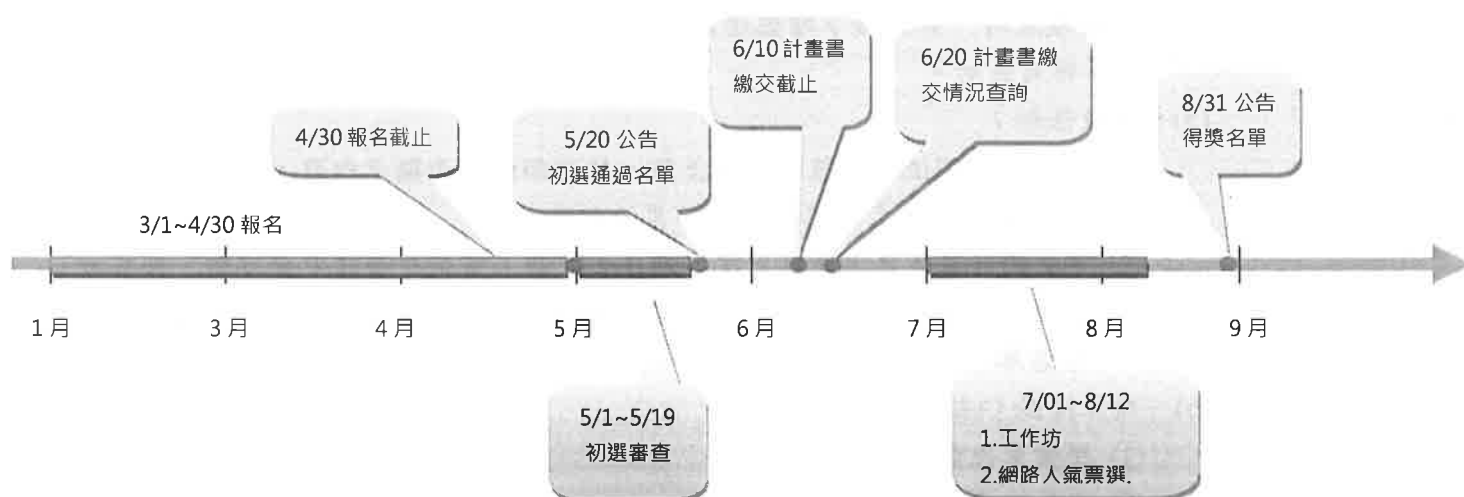 6/10 計畫書
繳交截止
6/20 計畫書繳
交情況查詢
8/31 公告
得獎名單
4/30 報名截止
5/20 公告
初選通過名單
3/1~4/30 報名
1 月
3 月
4 月
5 月
6 月
7 月
8 月
9 月
5/1~5/19
初選審查
7/01~8/12
1.工作坊
2.網路人氣票選.